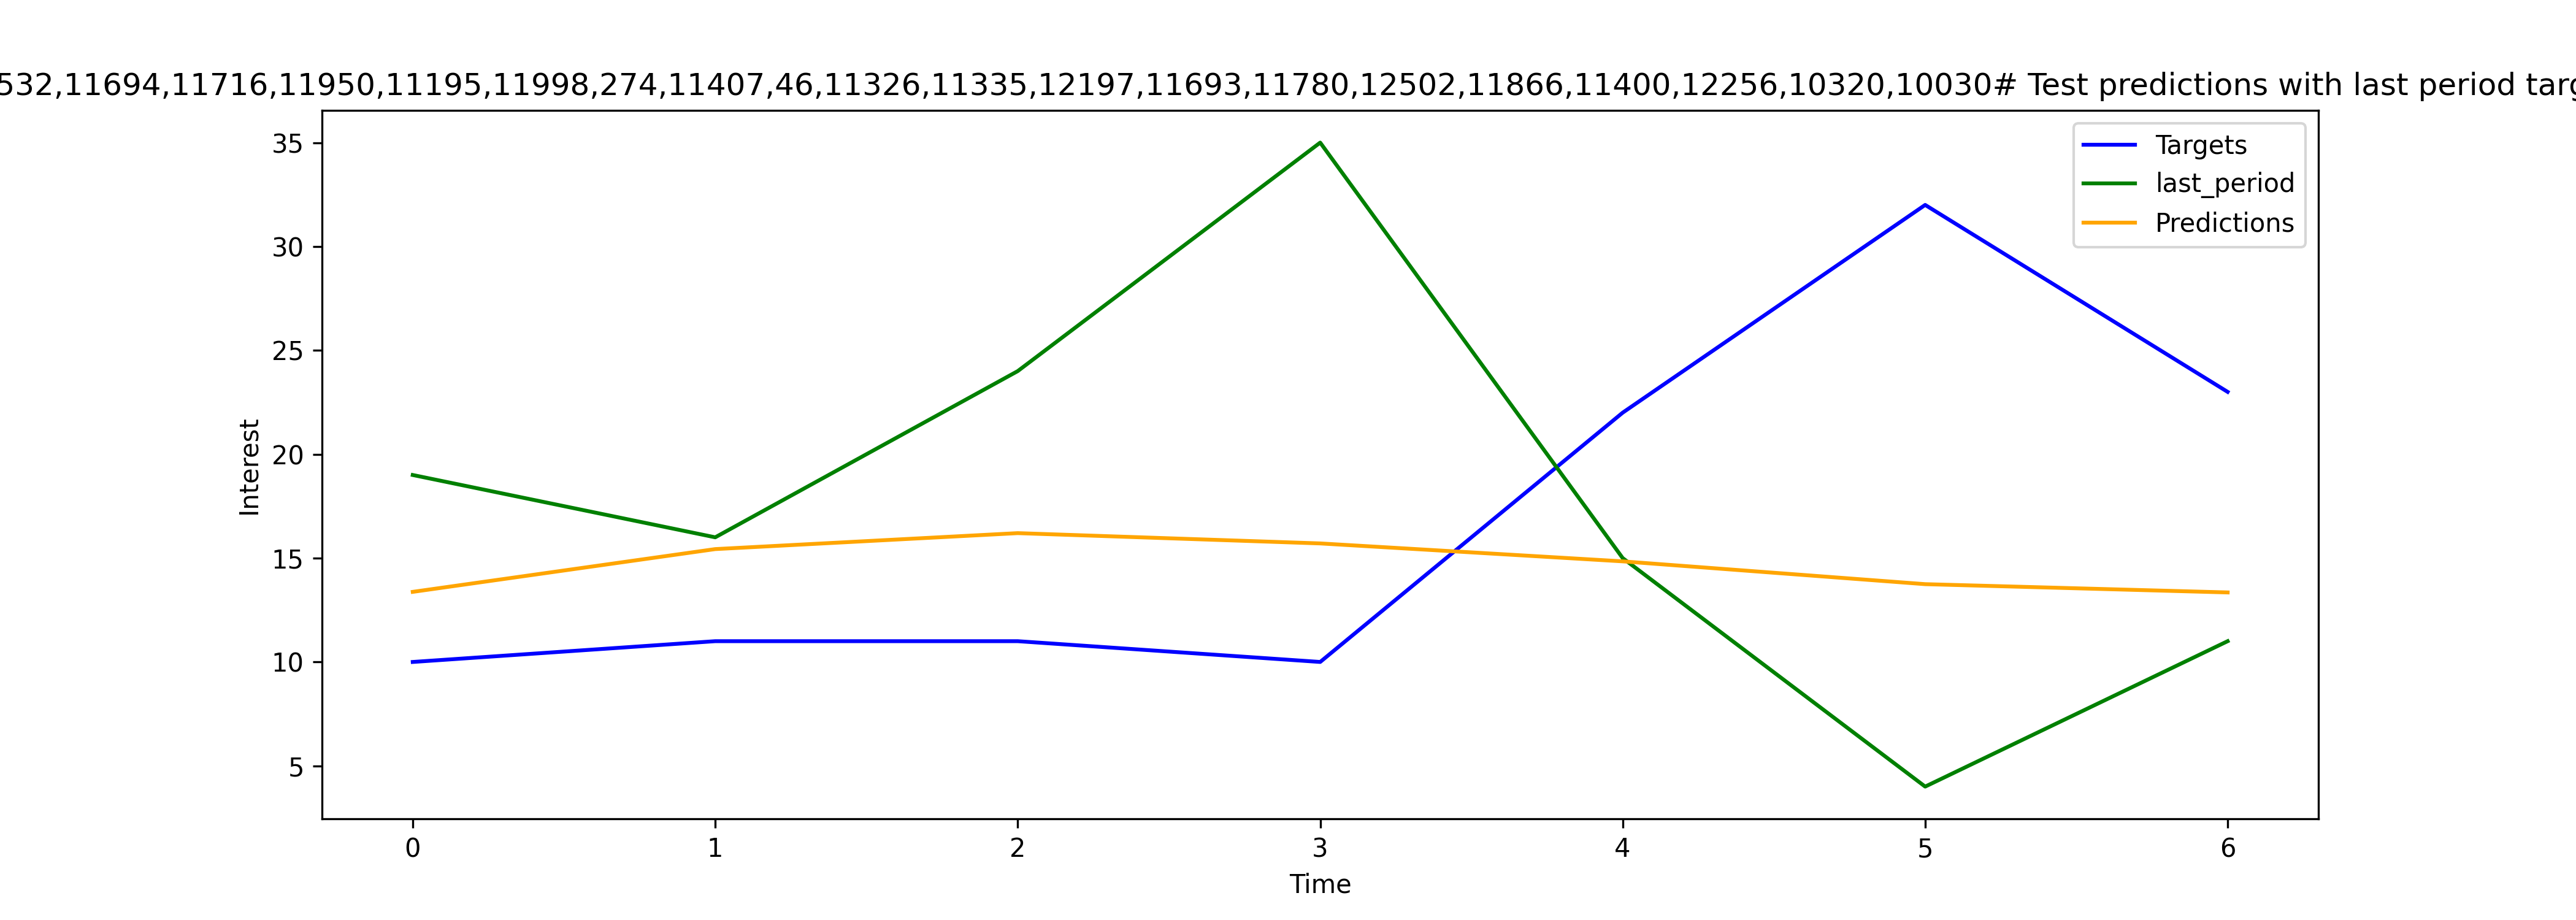 532,11694,11716,11950,11195,11998,274,11407,46,11326,11335,12197,11693,11780,12502,11866,11400,12256,10320,10030# Test predictions with last period targ
Targets
last_period
Predictions
35
30
25
20
15
10
5
Interest
0 1 2 3 4 5 6
Time